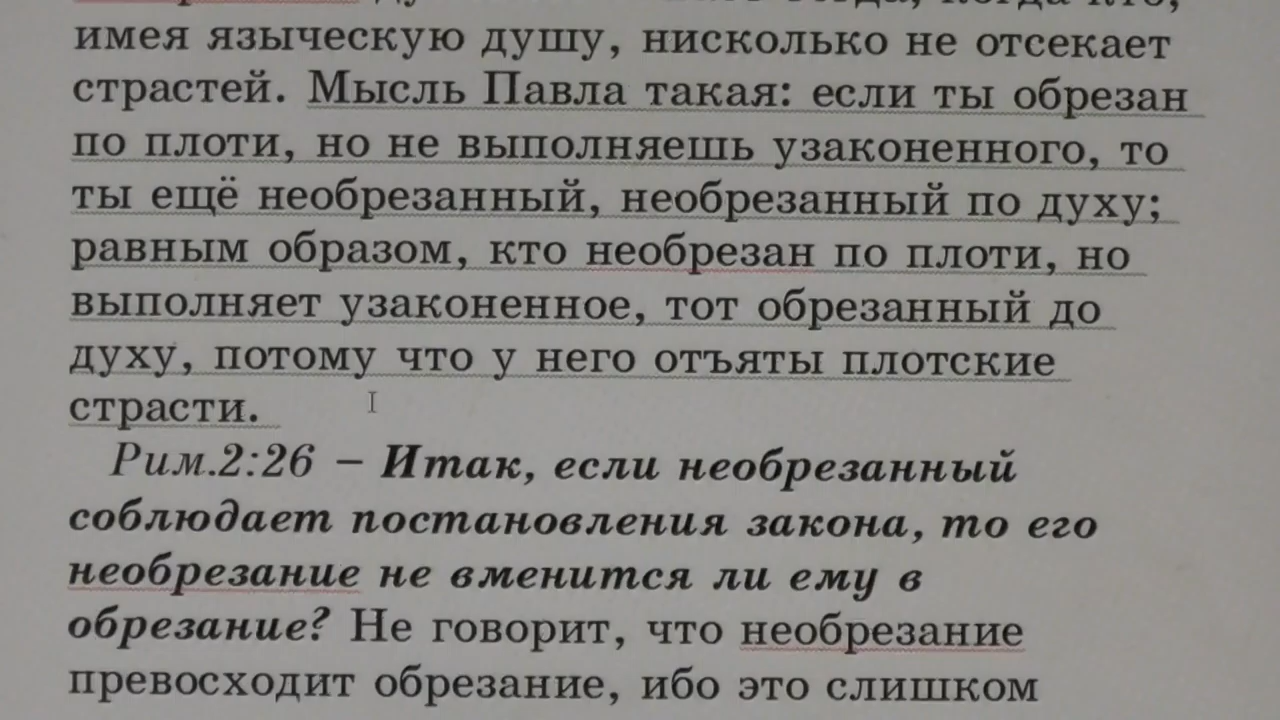 имея языческую душу, нисколько не отсекает
страстей. Мысль Павла такая: если ты обрезан
по плоти, но не выполняешь узаконенного, то
ты ещё необрезанный, необрезанный по духу;
равным образом, кто необрезан по плоти, но
выполняет узаконенное, тот обрезанный до
духу, потому что у него отъяты плотские
страсти.
Рим.2:26 – Итак, если необрезанный
соблюдает постановления закона, то его
необрезание не вменится ли ему в
обрезание? Не говорит, что необрезание
превосходит обрезание, ибо это слишком